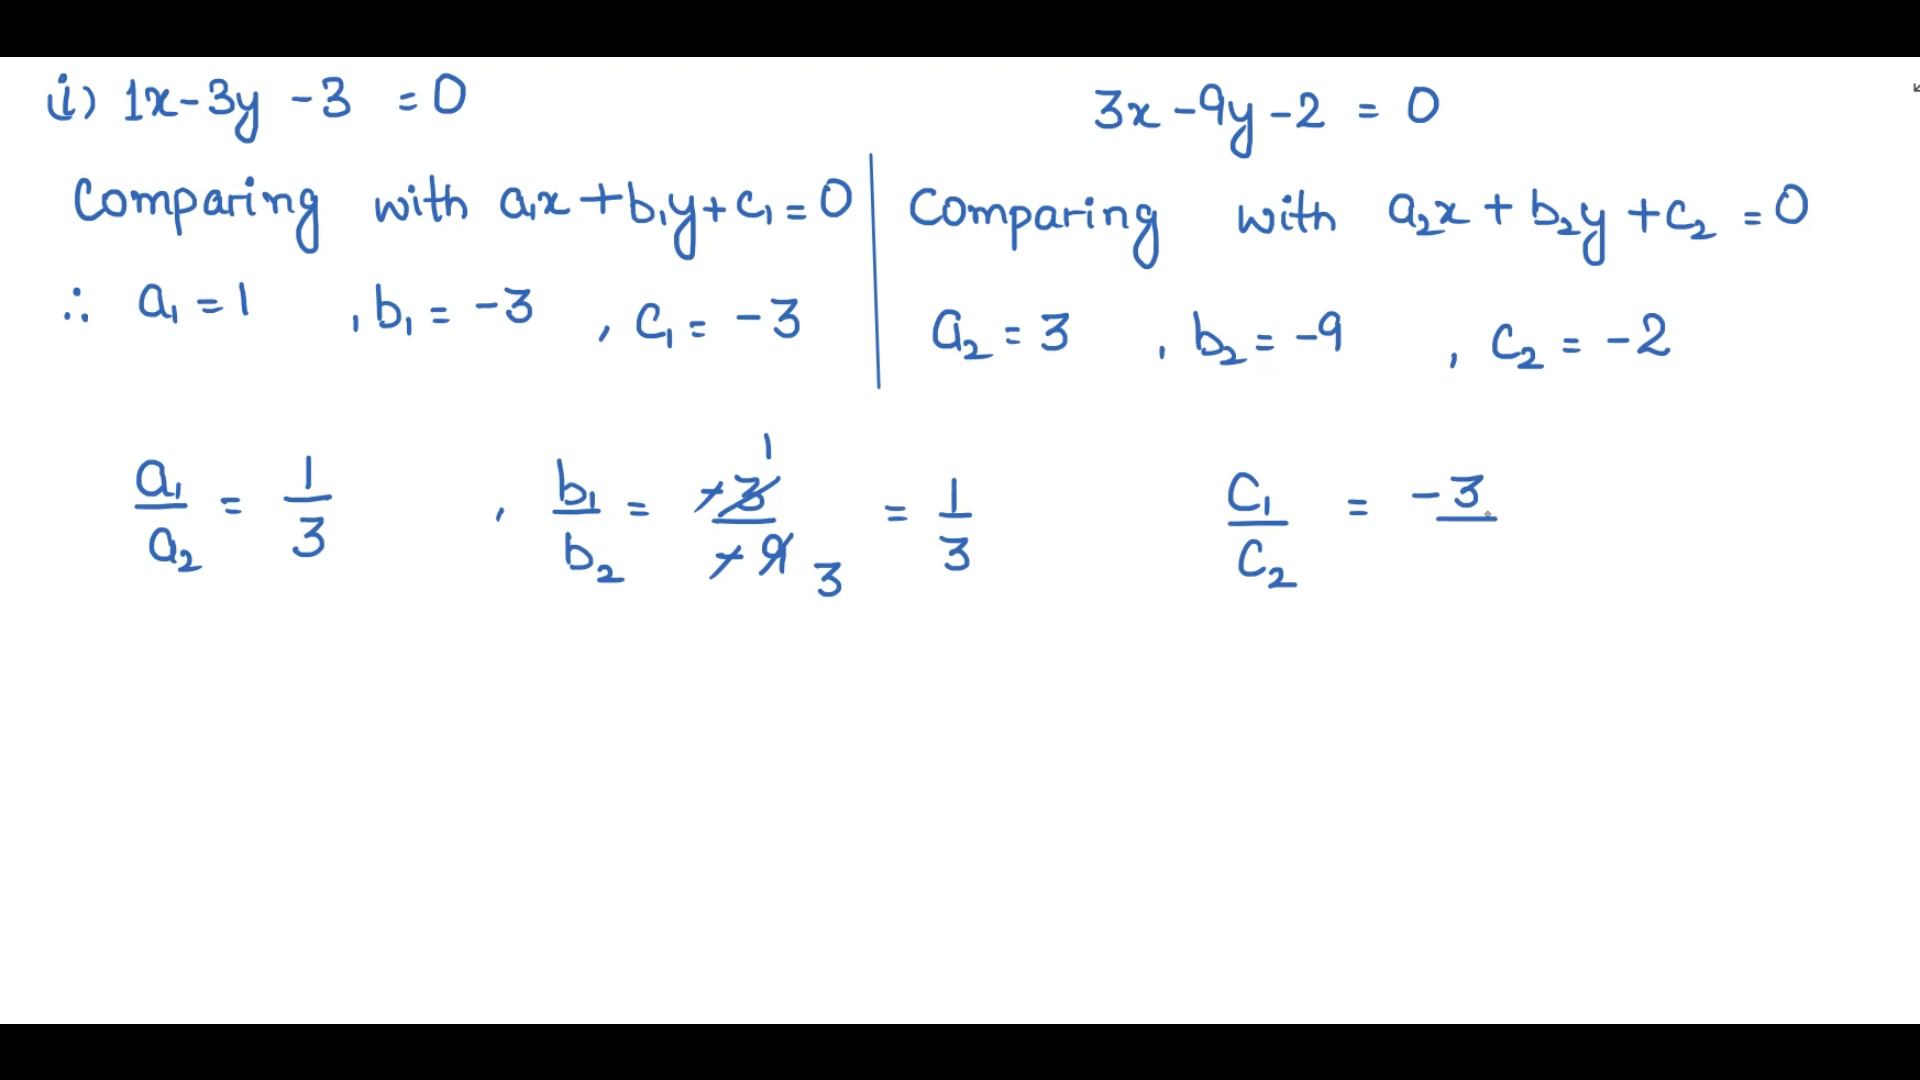 (i) 1x-3y -3 = 0
3x -9y -2 = 0
Comparing with a₁x + b₁y + c₁ = 0
Comparing with a₂x + b₂y + c₂ = 0
∴ a₁ = 1 , b₁ = -3 , c₁ = -3
a₂ = 3 , b₂ = -9 , c₂ = -2
a₁/a₂ = 1/3 , b₁/b₂ = -3/-9 1 3 = 1/3 c₁/c₂ = -3/